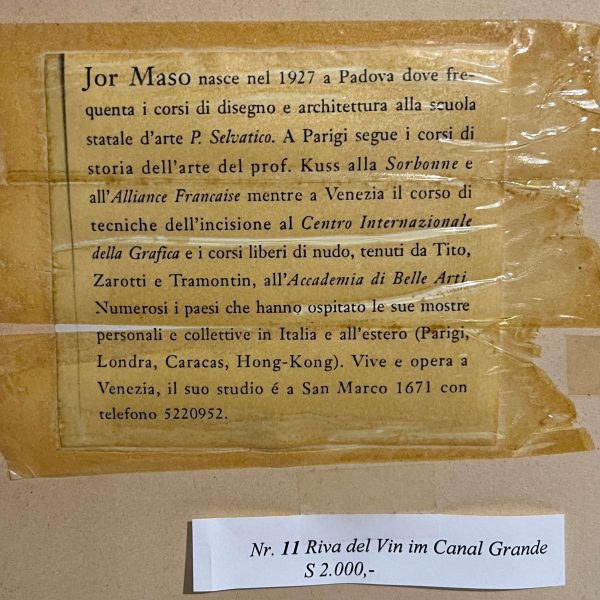 Jor Maso nasce nel 1927 a Padova dove fre-
quenta i corsi di disegno e architettura alla scuola
statale d'arte P. Selvatico. A Parigi segue i corsi di
storia dell'arte del prof. Kuss alla Sorbonne e
all'Alliance Francaise mentre a Venezia il corso di
tecniche dell'incisione al Centro Internazionale
della Grafica e i corsi liberi di nudo, tenuti da Tito,
Zarotti e Tramontin, all'Accademia di Belle Arti
Numerosi i paesi che hanno ospitato le sue mostre
personali e collettive in Italia e all'estero (Parigi,
Londra, Caracas, Hong-Kong). Vive e opera a
Venezia, il suo studio é a San Marco 1671 con
telefono 5220952.
Nr. 11 Riva del Vin im Canal Grande
S 2.000,-